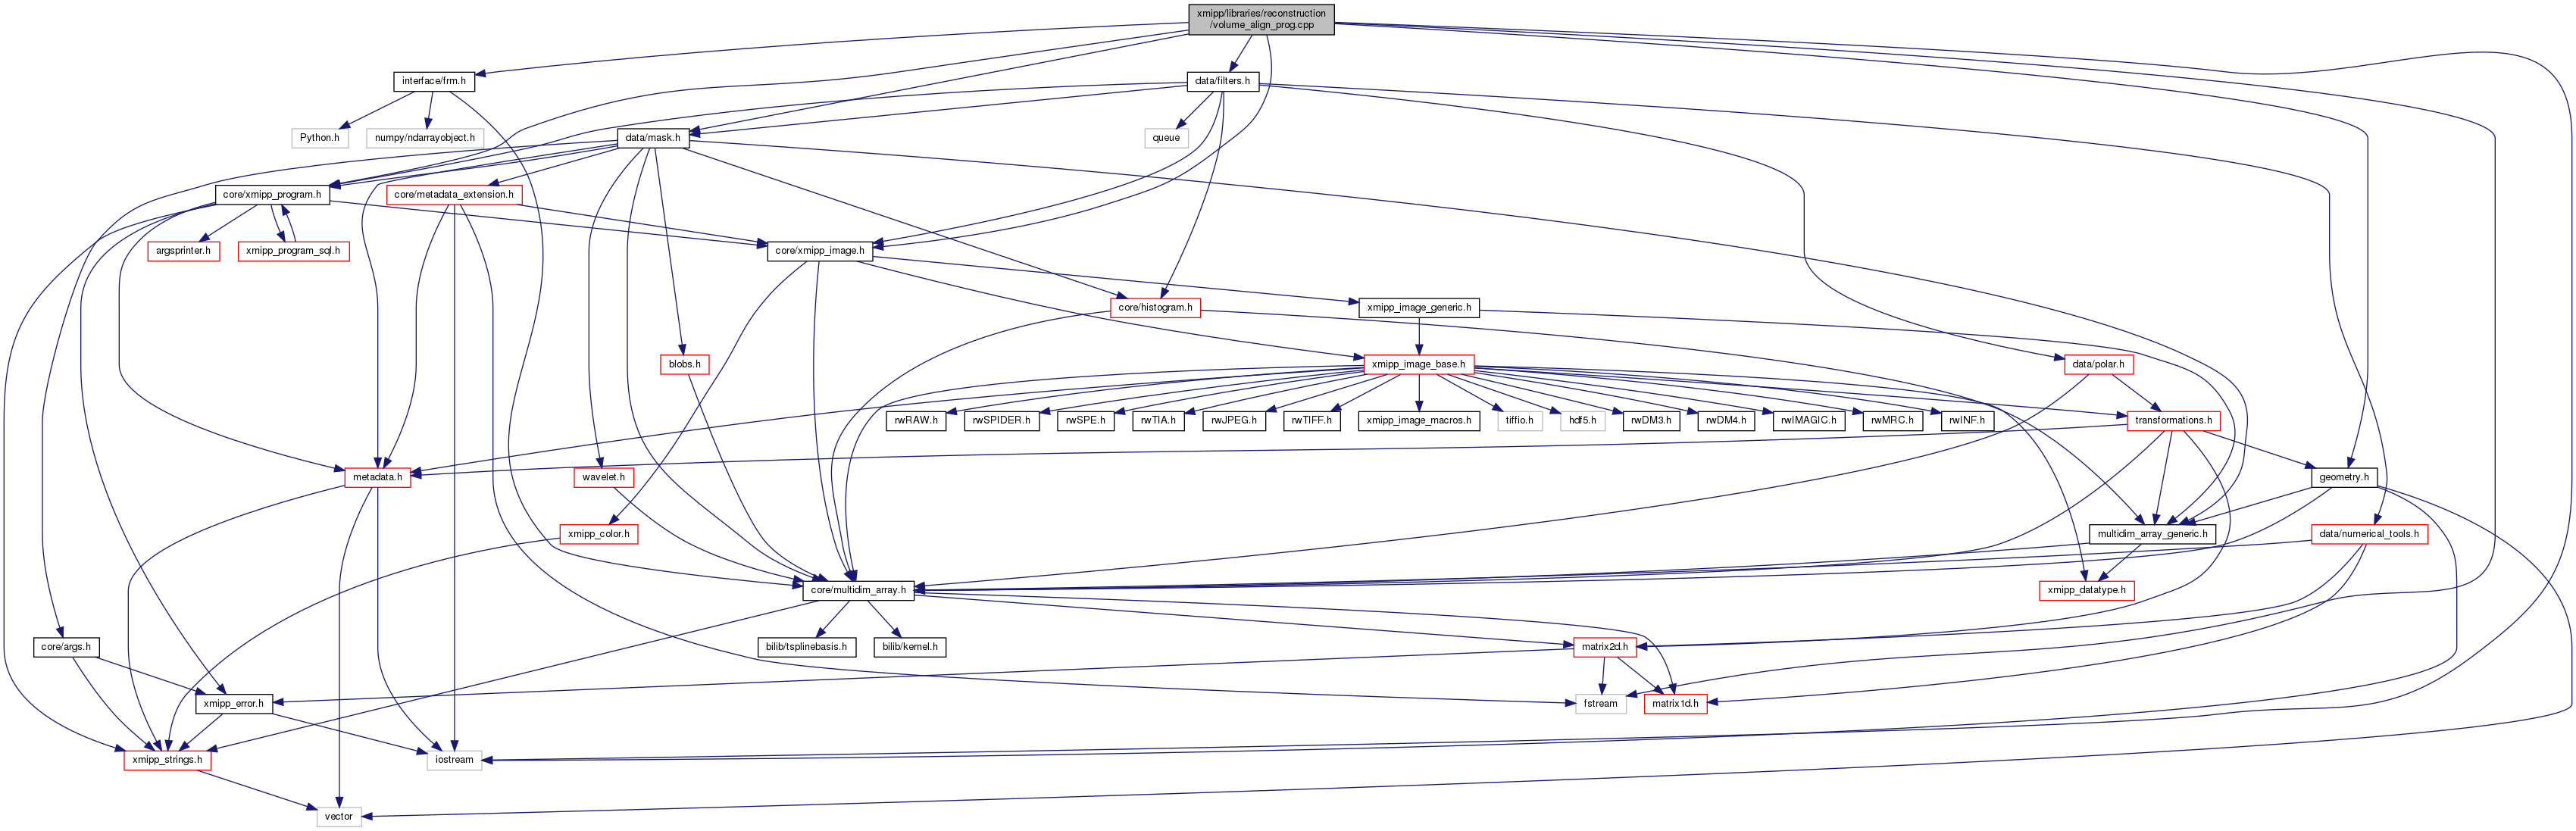 xmipp/libraries/reconstruction
/volume_align_prog.cpp
interface/frm.h
data/filters.h
Python.h
numpy/ndarrayobject.h
data/mask.h
queue
core/xmipp_program.h
core/metadata_extension.h
argsprinter.h
xmipp_program_sql.h
core/xmipp_image.h
core/histogram.h
xmipp_image_generic.h
blobs.h
xmipp_image_base.h
data/polar.h
rwRAW.h
rwSPIDER.h
rwSPE.h
rwTIA.h
rwJPEG.h
rwTIFF.h
xmipp_image_macros.h
tiffio.h
hdf5.h
rwDM3.h
rwDM4.h
rwIMAGIC.h
rwMRC.h
rwINF.h
transformations.h
metadata.h
wavelet.h
geometry.h
xmipp_color.h
multidim_array_generic.h
data/numerical_tools.h
core/multidim_array.h
xmipp_datatype.h
core/args.h
bilib/tsplinebasis.h
bilib/kernel.h
matrix2d.h
xmipp_error.h
fstream
matrix1d.h
xmipp_strings.h
iostream
vector